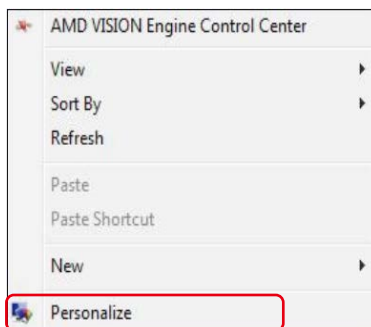 AMD VISION Engine Control Center
View
Sort By
Refresh
Paste
Paste Shortcut
New
Personalize